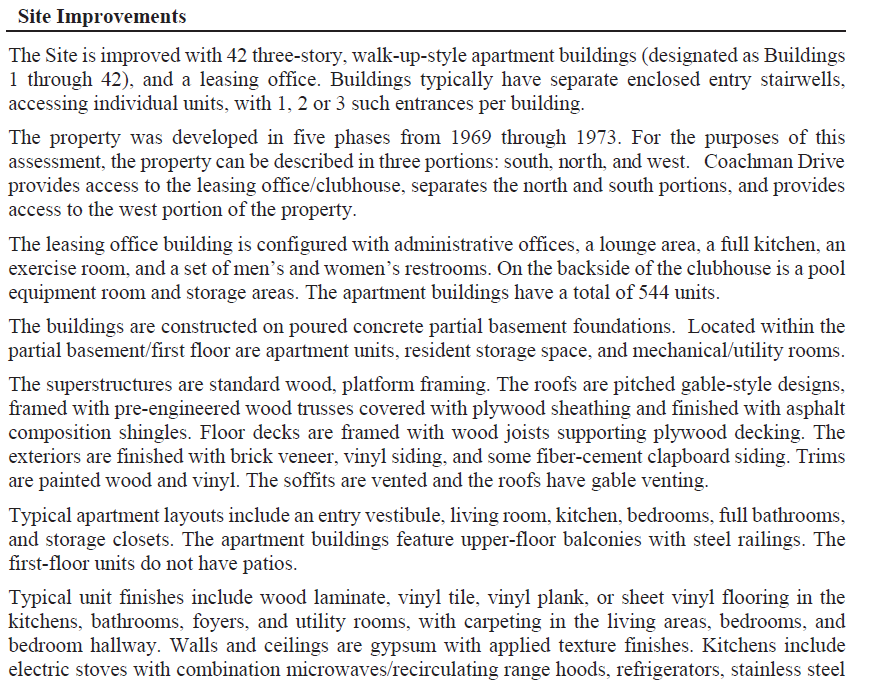 Site Improvements
The Site is improved with 42 three-story, walk-up-style apartment buildings (designated as Buildings
1 through 42), and a leasing office. Buildings typically have separate enclosed entry stairwells,
accessing individual units, with 1, 2 or 3 such entrances per building.
The property was developed in five phases from 1969 through 1973. For the purposes of this
assessment, the property can be described in three portions: south, north, and west. Coachman Drive
provides access to the leasing office/clubhouse, separates the north and south portions, and provides
access to the west portion of the property.
The leasing office building is configured with administrative offices, a lounge area, a full kitchen, an
exercise room, and a set of men’s and women’s restrooms. On the backside of the clubhouse is a pool
equipment room and storage areas. The apartment buildings have a total of 544 units.
The buildings are constructed on poured concrete partial basement foundations. Located within the
partial basement/first floor are apartment units, resident storage space, and mechanical/utility rooms.
The superstructures are standard wood, platform framing. The roofs are pitched gable-style designs,
framed with pre-engineered wood trusses covered with plywood sheathing and finished with asphalt
composition shingles. Floor decks are framed with wood joists supporting plywood decking. The
exteriors are finished with brick veneer, vinyl siding, and some fiber-cement clapboard siding. Trims
are painted wood and vinyl. The soffits are vented and the roofs have gable venting.
Typical apartment layouts include an entry vestibule, living room, kitchen, bedrooms, full bathrooms,
and storage closets. The apartment buildings feature upper-floor balconies with steel railings. The
first-floor units do not have patios.
Typical unit finishes include wood laminate, vinyl tile, vinyl plank, or sheet vinyl flooring in the
kitchens, bathrooms, foyers, and utility rooms, with carpeting in the living areas, bedrooms, and
bedroom hallway. Walls and ceilings are gypsum with applied texture finishes. Kitchens include
electric stoves with combination microwaves/recirculating range hoods, refrigerators, stainless steel